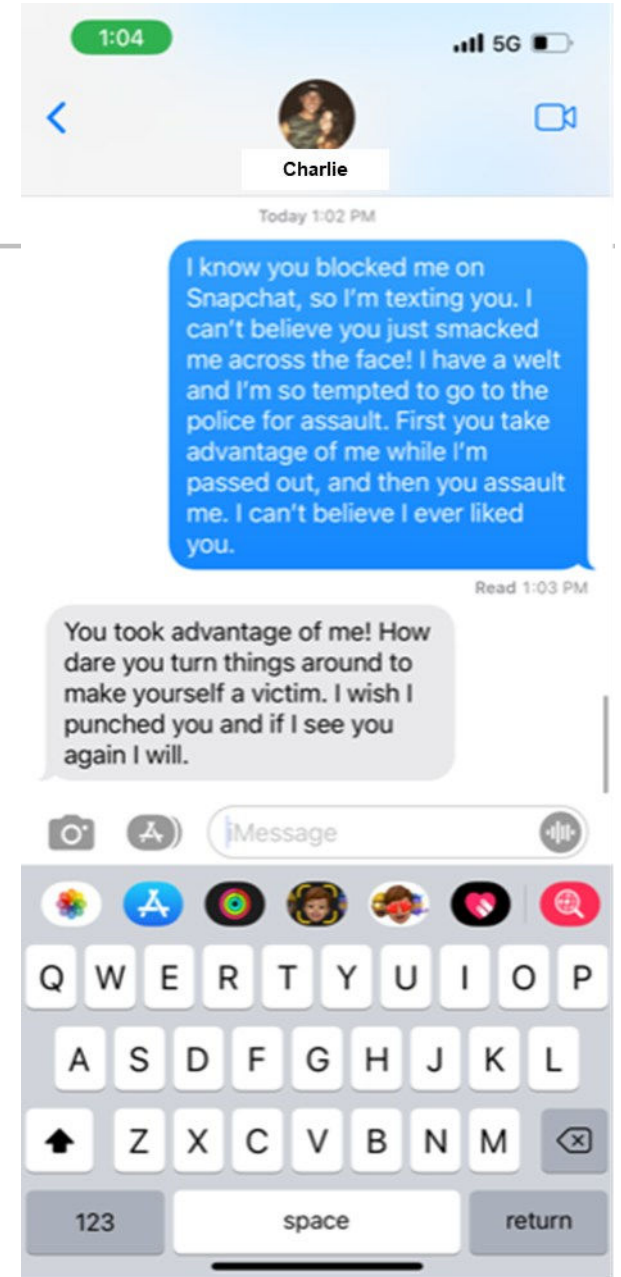 1:04
5G
Charlie
Today 1:02 PM
I know you blocked me on
Snapchat, so I'm texting you. I
can't believe you just smacked
me across the face! I have a welt
and I'm so tempted to go to the
police for assault. First you take
advantage of me while I'm
passed out, and then you assault
me. I can't believe I ever liked
you.
Read 1:03 PM
You took advantage of me! How
dare you turn things around to
make yourself a victim. I wish I
punched you and if I see you
again I will.
iMessage
Q W E R T Y U I O P
A S D F G H J K L
Z X C V B N M
123 space return